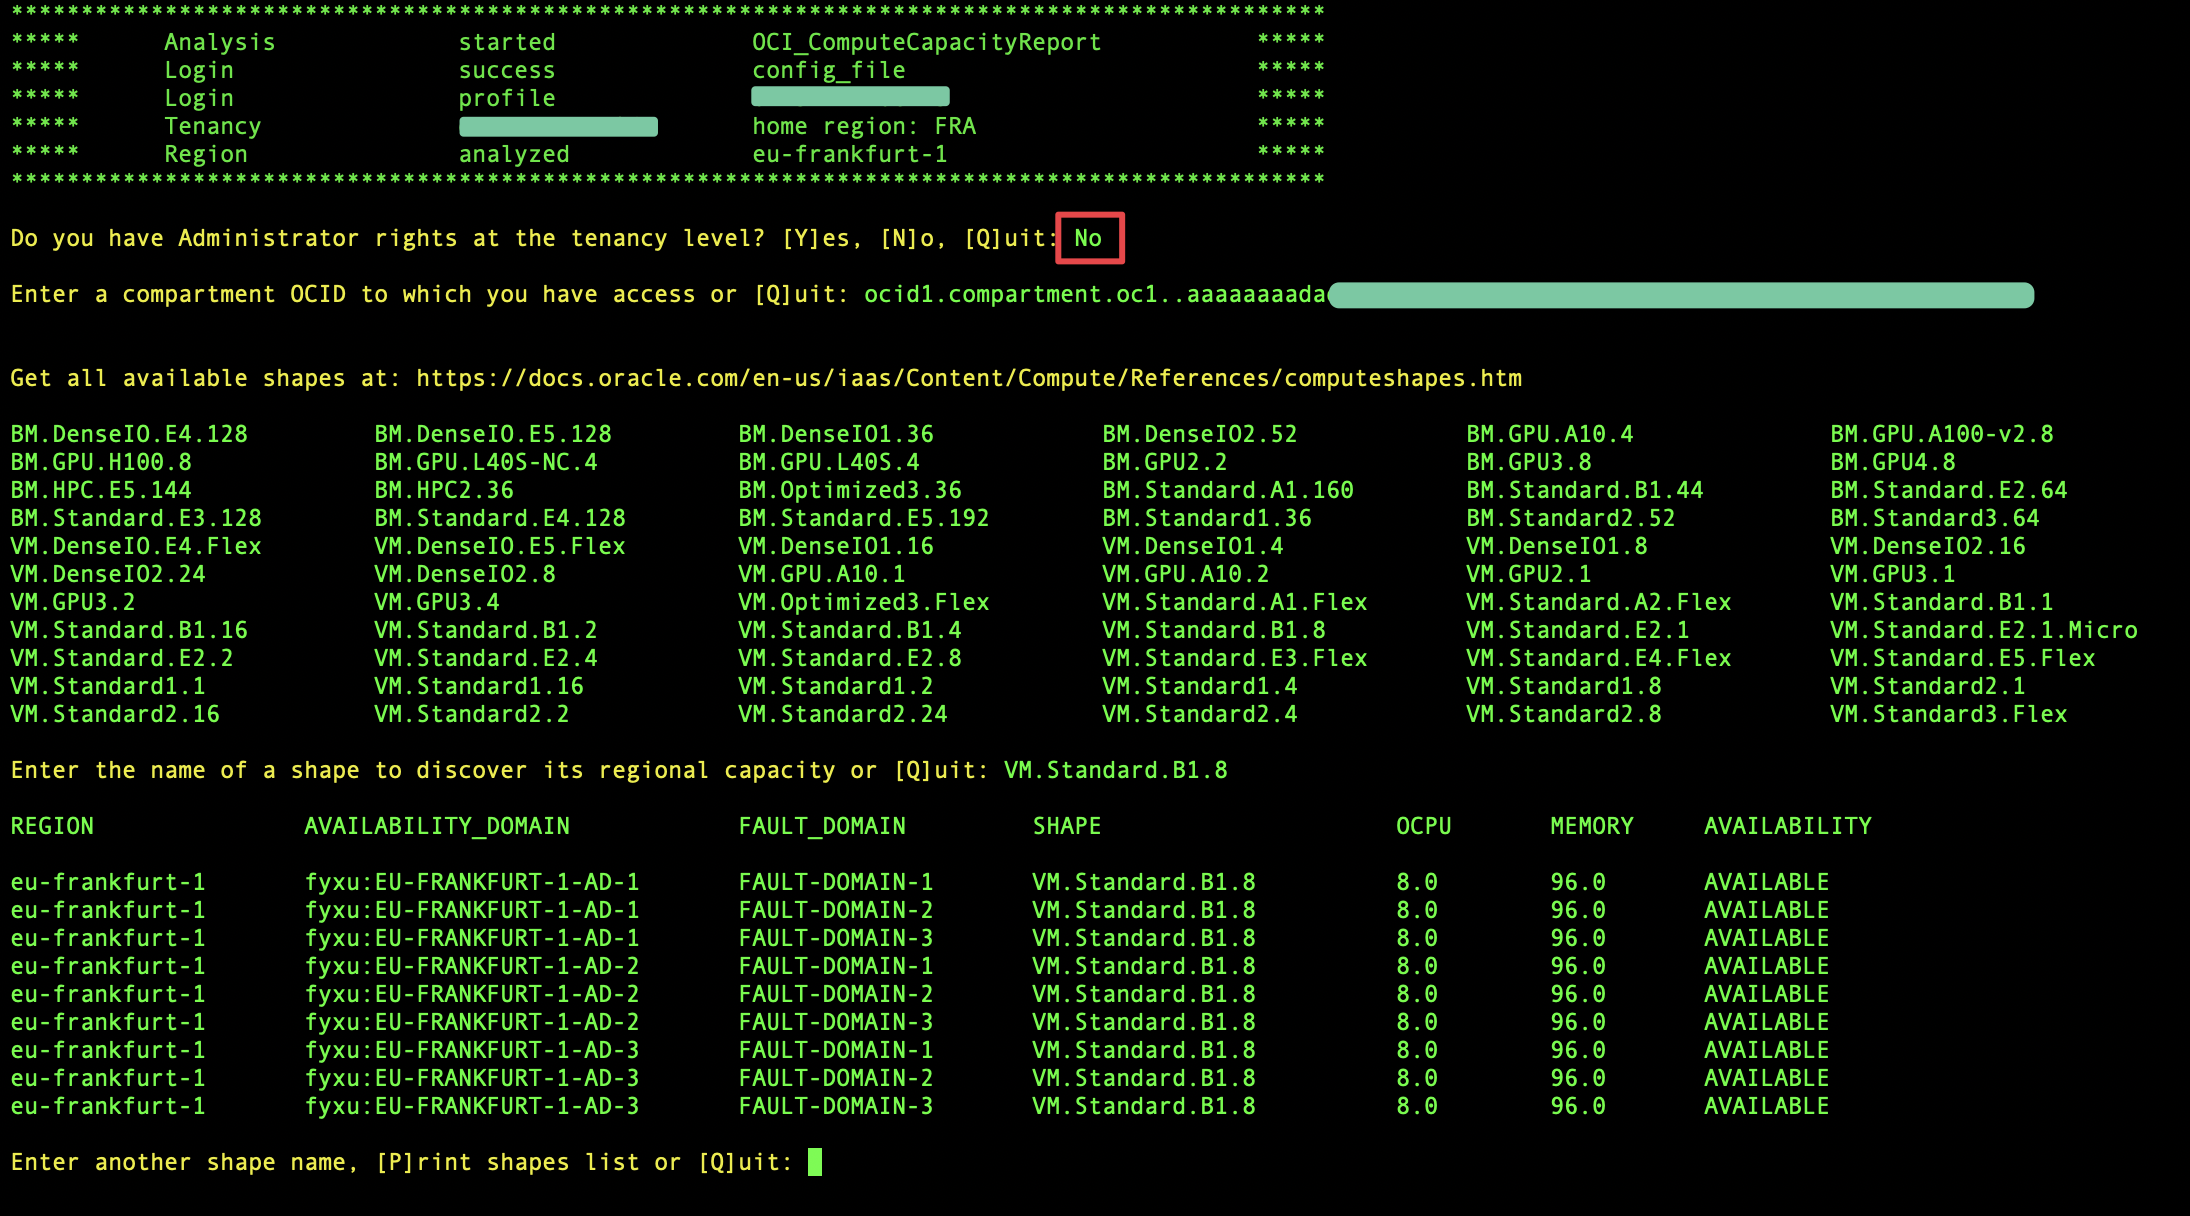 **********************************************************************************************
***** Analysis started OCI_ComputeCapacityReport *****
***** Login success config_file *****
***** Login profile *****
***** Tenancy home region: FRA *****
***** Region analyzed eu-frankfurt-1 *****
**********************************************************************************************
Do you have Administrator rights at the tenancy level? [Y]es, [N]o, [Q]uit: No
Enter a compartment OCID to which you have access or [Q]uit: ocid1.compartment.oc1..aaaaaaaada
Get all available shapes at: https://docs.oracle.com/en-us/iaas/Content/Compute/References/computeshapes.htm
BM.DenseIO.E4.128 BM.DenseIO.E5.128 BM.DenseIO1.36 BM.DenseIO2.52 BM.GPU.A10.4 BM.GPU.A100-v2.8
BM.GPU.H100.8 BM.GPU.L40S-NC.4 BM.GPU.L40S.4 BM.GPU2.2 BM.GPU3.8 BM.GPU4.8
BM.HPC.E5.144 BM.HPC2.36 BM.Optimized3.36 BM.Standard.A1.160 BM.Standard.B1.44 BM.Standard.E2.64
BM.Standard.E3.128 BM.Standard.E4.128 BM.Standard.E5.192 BM.Standard1.36 BM.Standard2.52 BM.Standard3.64
VM.DenseIO.E4.Flex VM.DenseIO.E5.Flex VM.DenseIO1.16 VM.DenseIO1.4 VM.DenseIO1.8 VM.DenseIO2.16
VM.DenseIO2.24 VM.DenseIO2.8 VM.GPU.A10.1 VM.GPU.A10.2 VM.GPU2.1 VM.GPU3.1
VM.GPU3.2 VM.GPU3.4 VM.Optimized3.Flex VM.Standard.A1.Flex VM.Standard.A2.Flex VM.Standard.B1.1
VM.Standard.B1.16 VM.Standard.B1.2 VM.Standard.B1.4 VM.Standard.B1.8 VM.Standard.E2.1 VM.Standard.E2.1.Micro
VM.Standard.E2.2 VM.Standard.E2.4 VM.Standard.E2.8 VM.Standard.E3.Flex VM.Standard.E4.Flex VM.Standard.E5.Flex
VM.Standard1.1 VM.Standard1.16 VM.Standard1.2 VM.Standard1.4 VM.Standard1.8 VM.Standard2.1
VM.Standard2.16 VM.Standard2.2 VM.Standard2.24 VM.Standard2.4 VM.Standard2.8 VM.Standard3.Flex
Enter the name of a shape to discover its regional capacity or [Q]uit: VM.Standard.B1.8
REGION AVAILABILITY_DOMAIN FAULT_DOMAIN SHAPE OCPU MEMORY AVAILABILITY
eu-frankfurt-1 fyxu:EU-FRANKFURT-1-AD-1 FAULT-DOMAIN-1 VM.Standard.B1.8 8.0 96.0 AVAILABLE
eu-frankfurt-1 fyxu:EU-FRANKFURT-1-AD-1 FAULT-DOMAIN-2 VM.Standard.B1.8 8.0 96.0 AVAILABLE
eu-frankfurt-1 fyxu:EU-FRANKFURT-1-AD-1 FAULT-DOMAIN-3 VM.Standard.B1.8 8.0 96.0 AVAILABLE
eu-frankfurt-1 fyxu:EU-FRANKFURT-1-AD-2 FAULT-DOMAIN-1 VM.Standard.B1.8 8.0 96.0 AVAILABLE
eu-frankfurt-1 fyxu:EU-FRANKFURT-1-AD-2 FAULT-DOMAIN-2 VM.Standard.B1.8 8.0 96.0 AVAILABLE
eu-frankfurt-1 fyxu:EU-FRANKFURT-1-AD-2 FAULT-DOMAIN-3 VM.Standard.B1.8 8.0 96.0 AVAILABLE
eu-frankfurt-1 fyxu:EU-FRANKFURT-1-AD-3 FAULT-DOMAIN-1 VM.Standard.B1.8 8.0 96.0 AVAILABLE
eu-frankfurt-1 fyxu:EU-FRANKFURT-1-AD-3 FAULT-DOMAIN-2 VM.Standard.B1.8 8.0 96.0 AVAILABLE
eu-frankfurt-1 fyxu:EU-FRANKFURT-1-AD-3 FAULT-DOMAIN-3 VM.Standard.B1.8 8.0 96.0 AVAILABLE
Enter another shape name, [P]rint shapes list or [Q]uit: